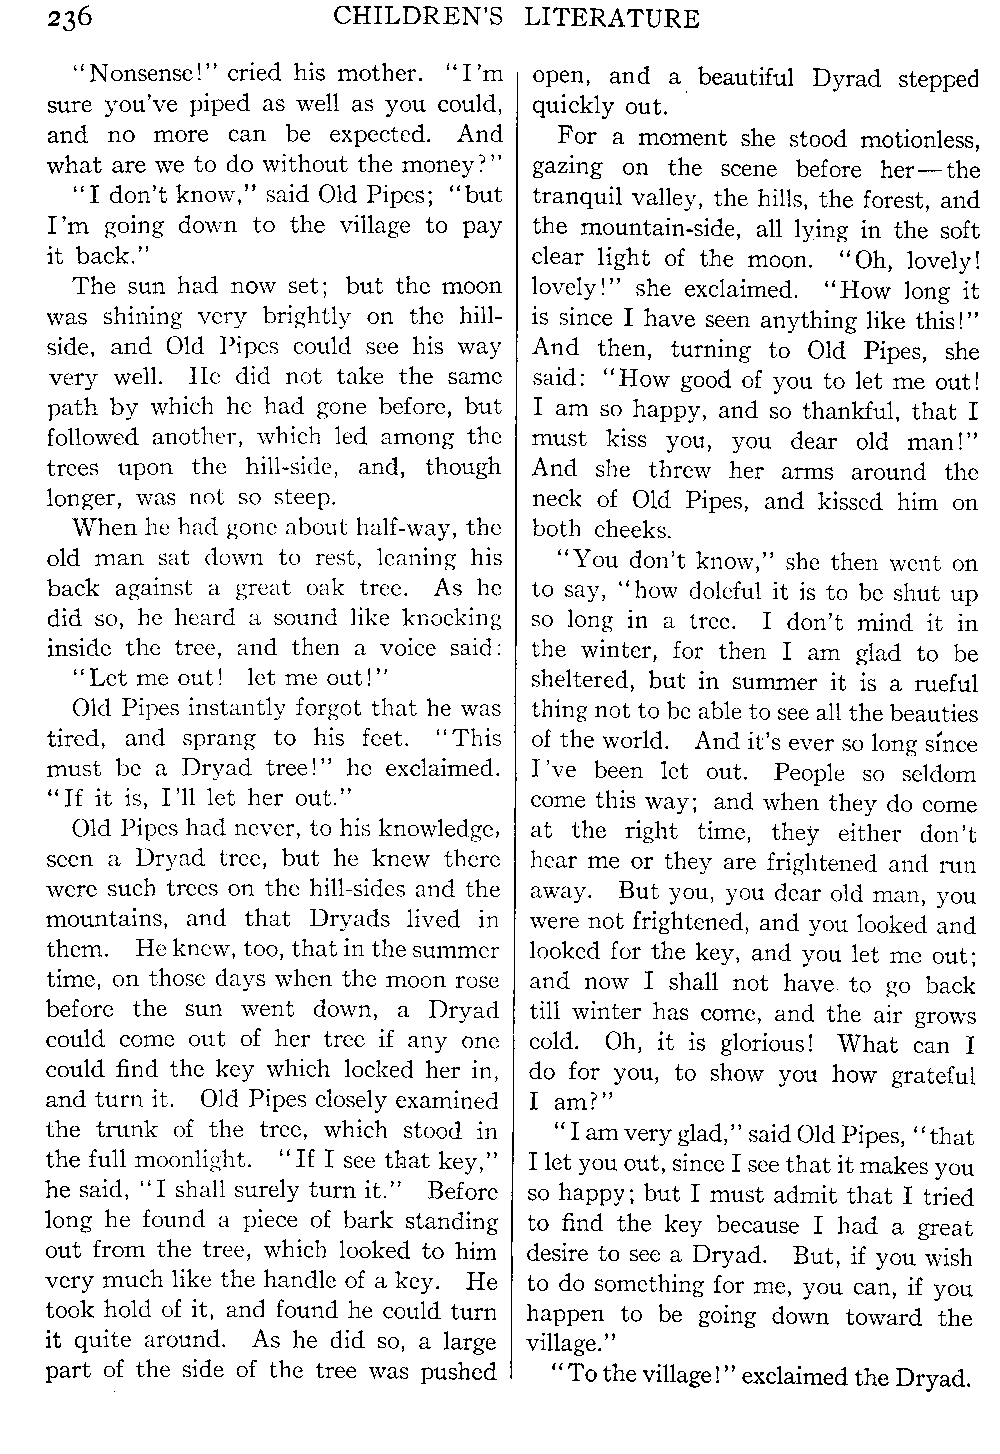 236 CHILDREN'S LITERATURE
"Nonsense!" cried his mother. "I'm
sure you've piped as well as you could,
and no more can be expected. And
what are we to do without the money?"
"I don't know," said Old Pipes; "but
I'm going down to the village to pay
it back."
The sun had now set; but the moon
was shining very brightly on the hill-
side, and Old Pipes could see his way
very well. He did not take the same
path by which he had gone before, but
followed another, which led among the
trees upon the hill-side, and, though
longer, was not so steep.
When he had gone about half-way, the
old man sat down to rest, leaning his
back against a great oak tree. As he
did so, he heard a sound like knocking
inside the tree, and then a voice said:
"Let me out! let me out!"
Old Pipes instantly forgot that he was
tired, and sprang to his feet. "This
must be a Dryad tree!" he exclaimed.
"If it is, I'll let her out."
Old Pipes had never, to his knowledge,
seen a Dryad tree, but he knew there
were such trees on the hill-sides and the
mountains, and that Dryads lived in
them. He knew, too, that in the summer
time, on those days when the moon rose
before the sun went down, a Dryad
could come out of her tree if any one
could find the key which locked her in,
and turn it. Old Pipes closely examined
the trunk of the tree, which stood in
the full moonlight. "If I see that key,"
he said, "I shall surely turn it." Before
long he found a piece of bark standing
out from the tree, which looked to him
very much like the handle of a key. He
took hold of it, and found he could turn
it quite around. As he did so, a large
part of the side of the tree was pushed
open, and a beautiful Dyrad stepped
quickly out.
For a moment she stood motionless,
gazing on the scene before her—the
tranquil valley, the hills, the forest, and
the mountain-side, all lying in the soft
clear light of the moon. "Oh, lovely!
lovely!" she exclaimed. "How long it
is since I have seen anything like this!"
And then, turning to Old Pipes, she
said: "How good of you to let me out!
I am so happy, and so thankful, that I
must kiss you, you dear old man!"
And she threw her arms around the
neck of Old Pipes, and kissed him on
both cheeks.
"You don't know," she then went on
to say, "how doleful it is to be shut up
so long in a tree. I don't mind it in
the winter, for then I am glad to be
sheltered, but in summer it is a rueful
thing not to be able to see all the beauties
of the world. And it's ever so long since
I've been let out. People so seldom
come this way; and when they do come
at the right time, they either don't
hear me or they are frightened and run
away. But you, you dear old man, you
were not frightened, and you looked and
looked for the key, and you let me out;
and now I shall not have to go back
till winter has come, and the air grows
cold. Oh, it is glorious! What can I
do for you, to show you how grateful
I am?"
"I am very glad," said Old Pipes, "that
I let you out, since I see that it makes you
so happy; but I must admit that I tried
to find the key because I had a great
desire to see a Dryad. But, if you wish
to do something for me, you can, if you
happen to be going down toward the
village."
"To the village!" exclaimed the Dryad.